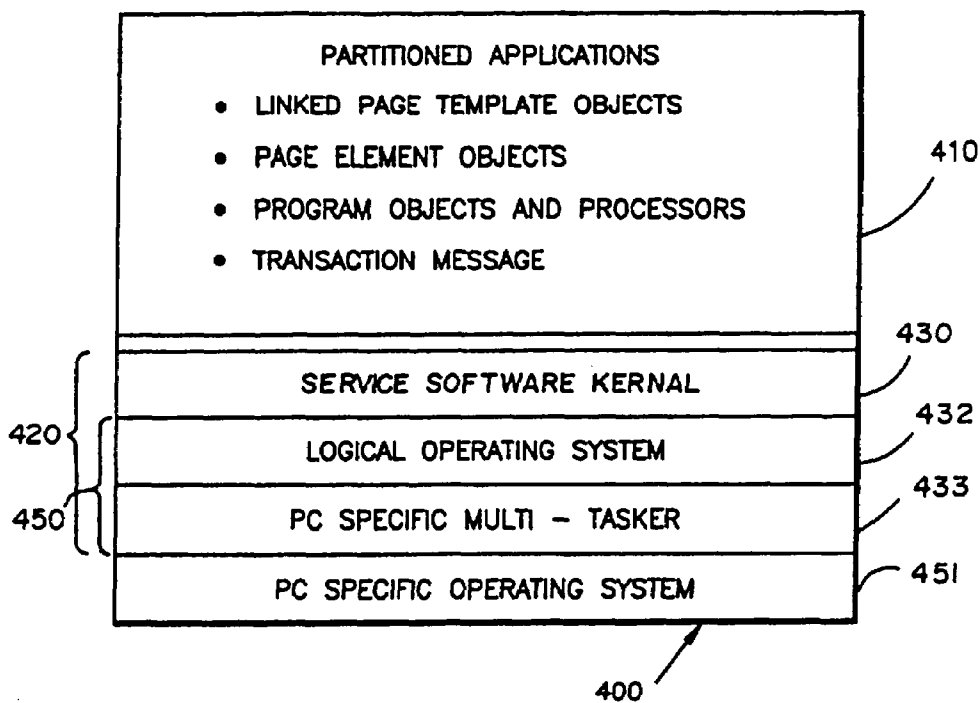 PARTITIONED APPLICATIONS
• LINKED PAGE TEMPLATE OBJECTS
• PAGE ELEMENT OBJECTS
• PROGRAM OBJECTS AND PROCESSORS
• TRANSACTION MESSAGE
410
430
SERVICE SOFTWARE KERNAL
420
432
LOGICAL OPERATING SYSTEM
433
450
PC SPECIFIC MULTI - TASKER
451
PC SPECIFIC OPERATING SYSTEM
400